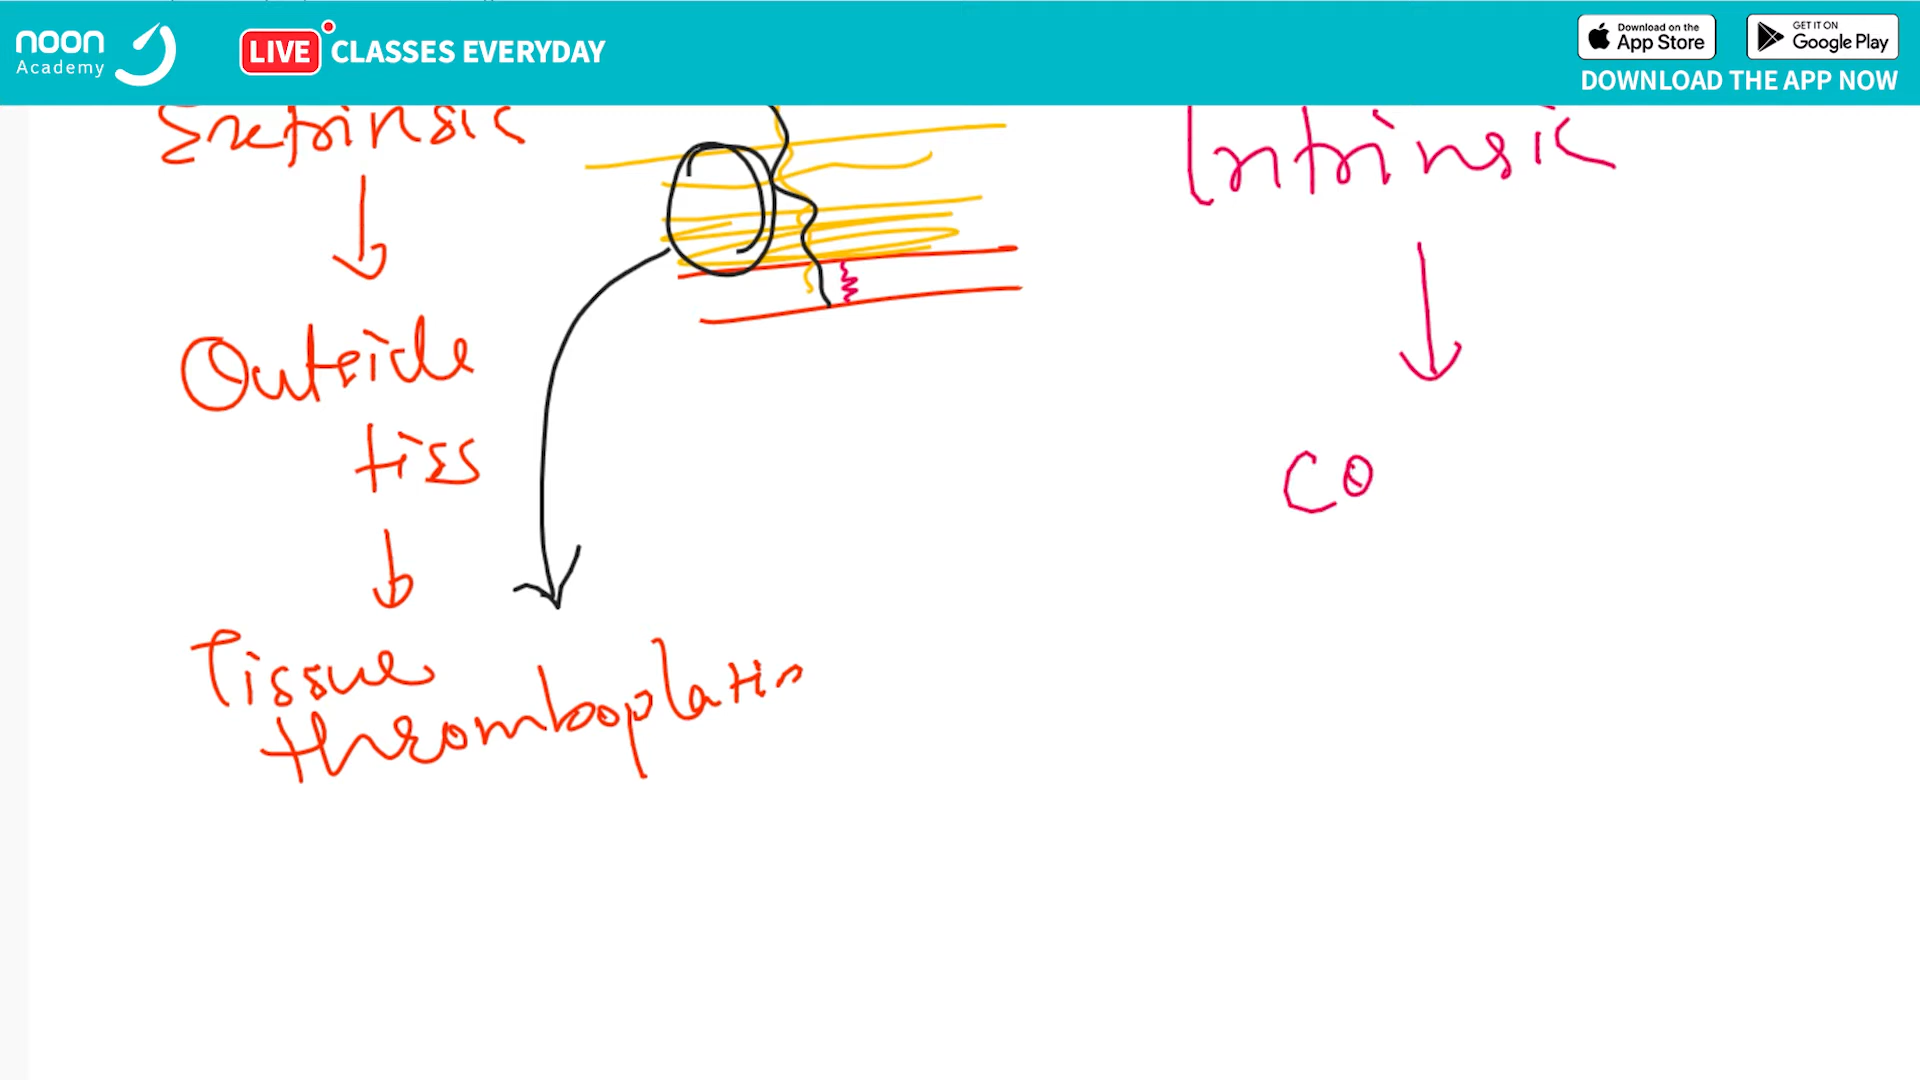 noon
Academy
LIVE CLASSES EVERYDAY
Download on the
App Store
GET IT ON
Google Play
DOWNLOAD THE APP NOW
Extrinsic
Intrinsic
Outside
tiss
CO
Tissue
thromboplatin